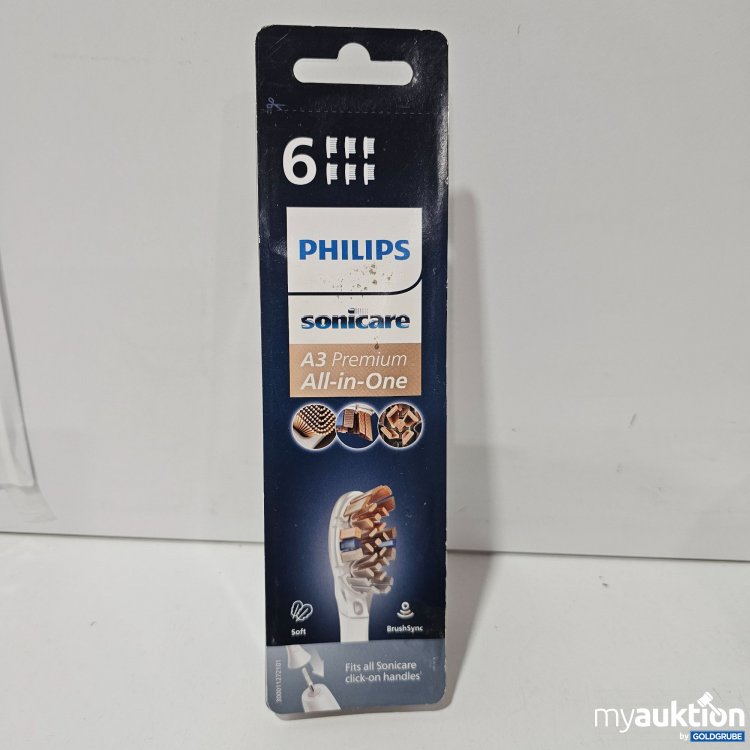 6
PHILIPS
sonicare
A3 Premium
All-in-One
Soft
BrushSync
Fits all Sonicare
click-on handles
300011272101
myauktion
by GOLDGRUBE